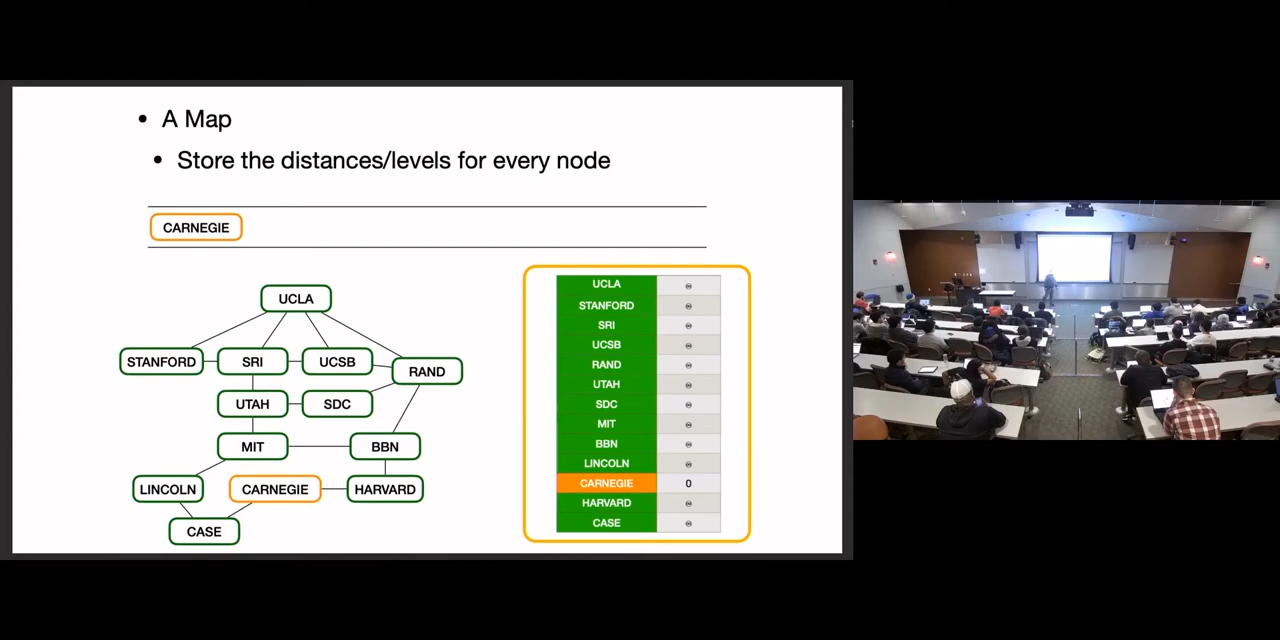 • A Map
• Store the distances/levels for every node
CARNEGIE
UCLA
STANFORD
SRI
UCSB
RAND
UTAH
SDC
MIT
BBN
LINCOLN
CARNEGIE
HARVARD
CASE
UCLA ∞
STANFORD ∞
SRI ∞
UCSB ∞
RAND ∞
UTAH ∞
SDC ∞
MIT ∞
BBN ∞
LINCOLN ∞
CARNEGIE 0
HARVARD ∞
CASE ∞